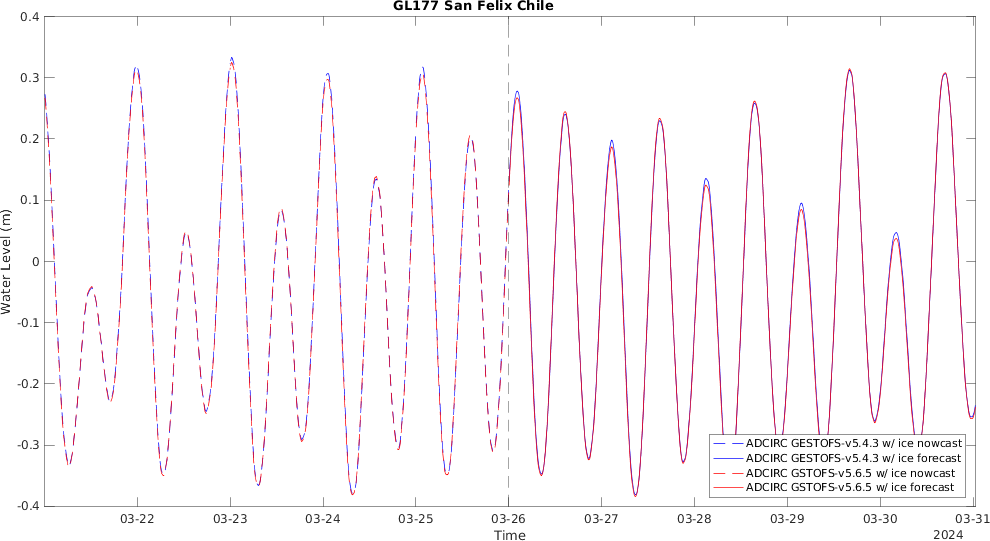 GL177 San Felix Chile
Water Level (m)
0.4
0.3
0.2
0.1
0
-0.1
-0.2
-0.3
-0.4
ADCIRC GESTOFS-v5.4.3 w/ ice nowcast
ADCIRC GESTOFS-v5.4.3 w/ ice forecast
ADCIRC GSTOFS-v5.6.5 w/ ice nowcast
ADCIRC GSTOFS-v5.6.5 w/ ice forecast
03-22 03-23 03-24 03-25 03-26 03-27 03-28 03-29 03-30 03-31
Time
2024